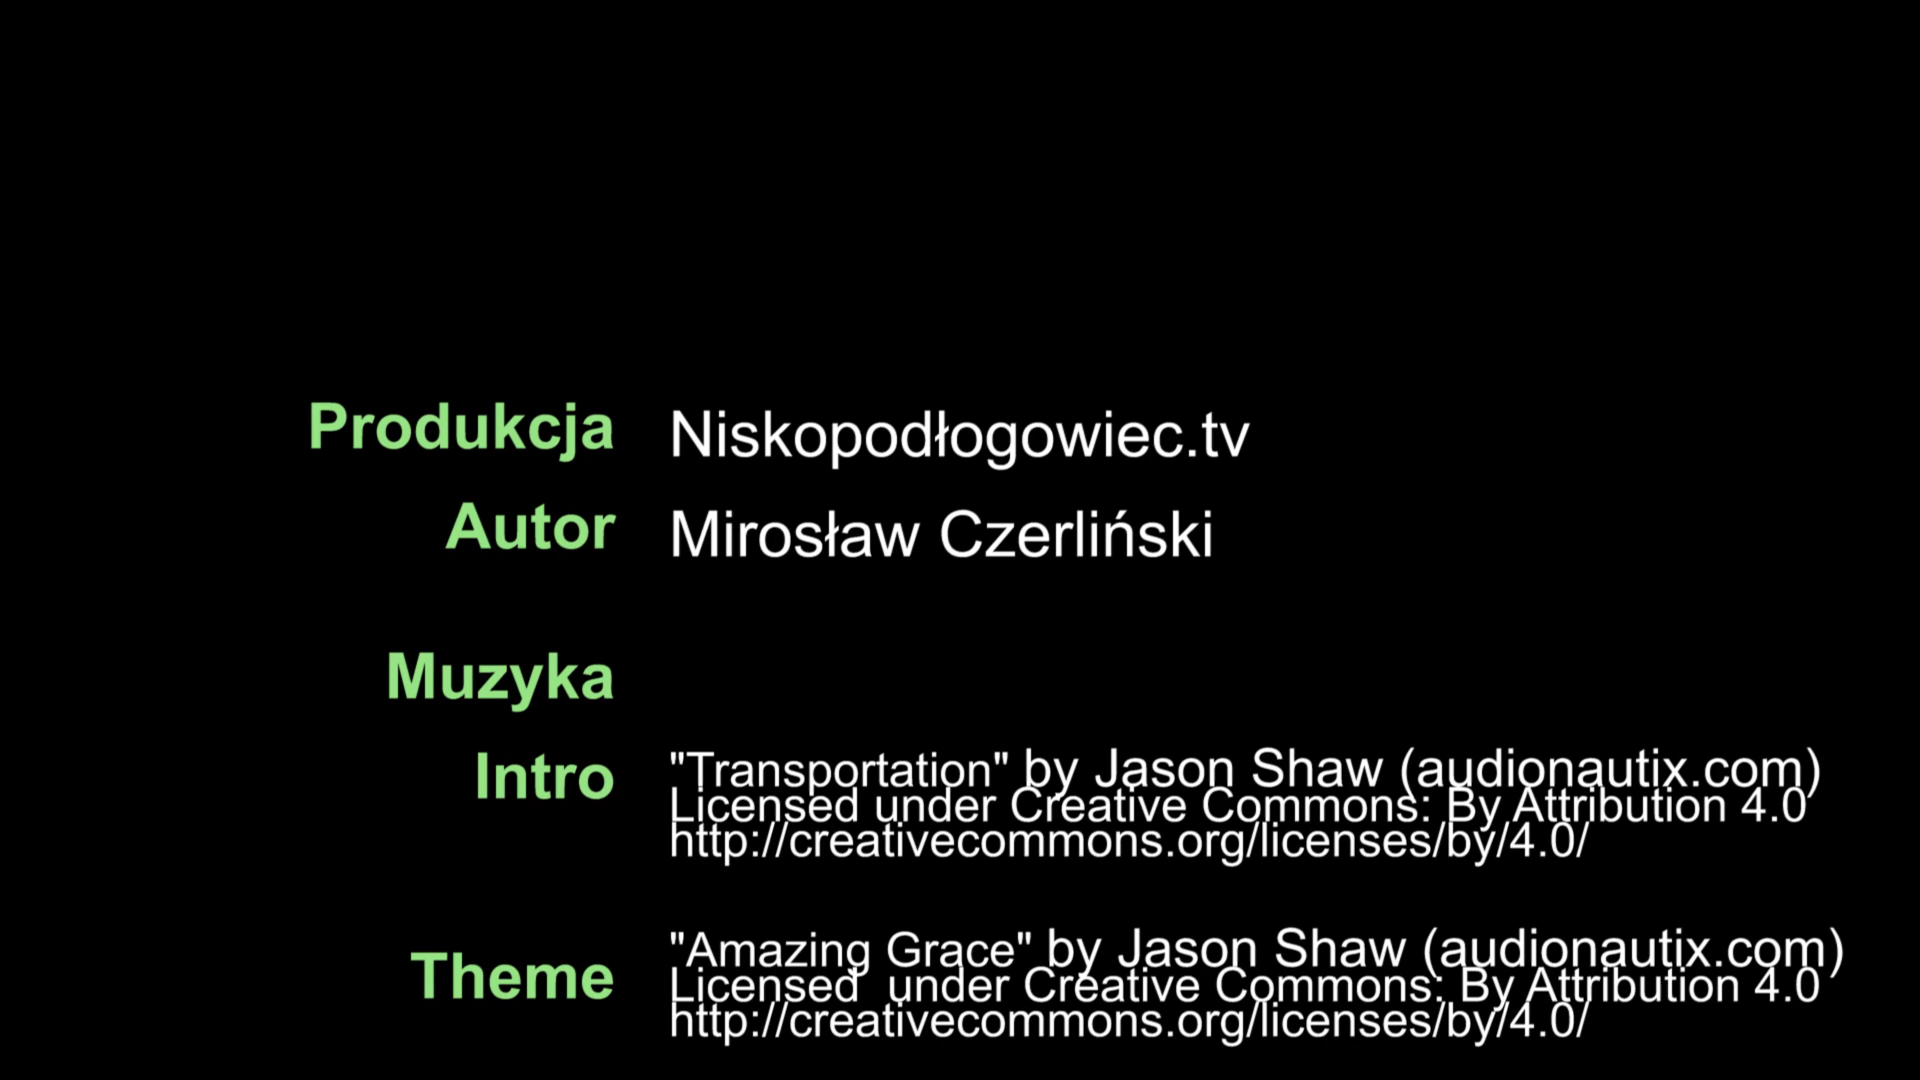 Produkcja Niskopodłogowiec.tv
Autor Mirosław Czerliński
Muzyka
Intro "Transportation" by Jason Shaw (audionautix.com)
Licensed under Creative Commons: By Attribution 4.0
http://creativecommons.org/licenses/by/4.0/
Theme "Amazing Grace" by Jason Shaw (audionautix.com)
Licensed under Creative Commons: By Attribution 4.0
http://creativecommons.org/licenses/by/4.0/